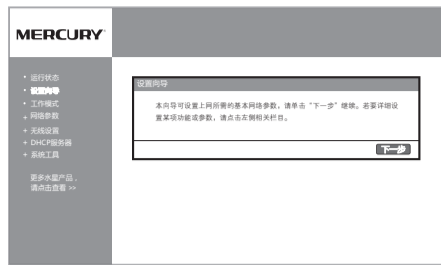 MERCURY
• 运行状态
• 设置向导
• 工作模式
+ 网络参数
+ 无线设置
+ DHCP服务器
+ 系统工具
更多水星产品，
请点击查看 >>
设置向导
本向导可设置上网所需的基本网络参数，请单击“下一步”继续。若要详细设
置某项功能或参数，请点击左侧相关栏目。
下一步